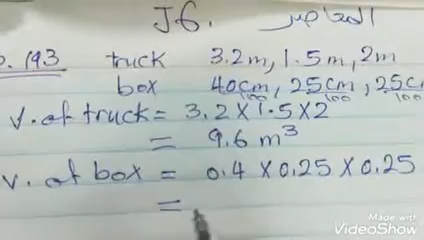 J6. المعاصر
p. 193 truck 3.2m, 1.5m, 2m
box 40cm, 25cm, 25c
100 100 100
V. of truck = 3.2 X 1.5 X 2
= 9.6 m³
V. of box = 0.4 X 0.25 X 0.25
=
Made with
VideoShow